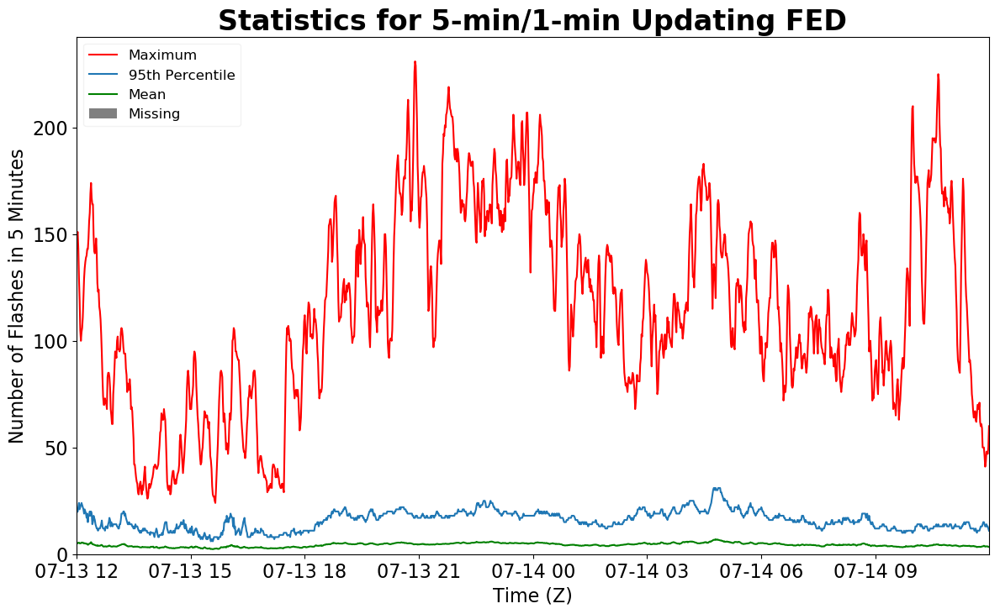 Statistics for 5-min/1-min Updating FED
Maximum
95th Percentile
Mean
Missing
Number of Flashes in 5 Minutes
200
150
100
50
0
07-13 12
07-13 15
07-13 18
07-13 21
07-14 00
07-14 03
07-14 06
07-14 09
Time (Z)